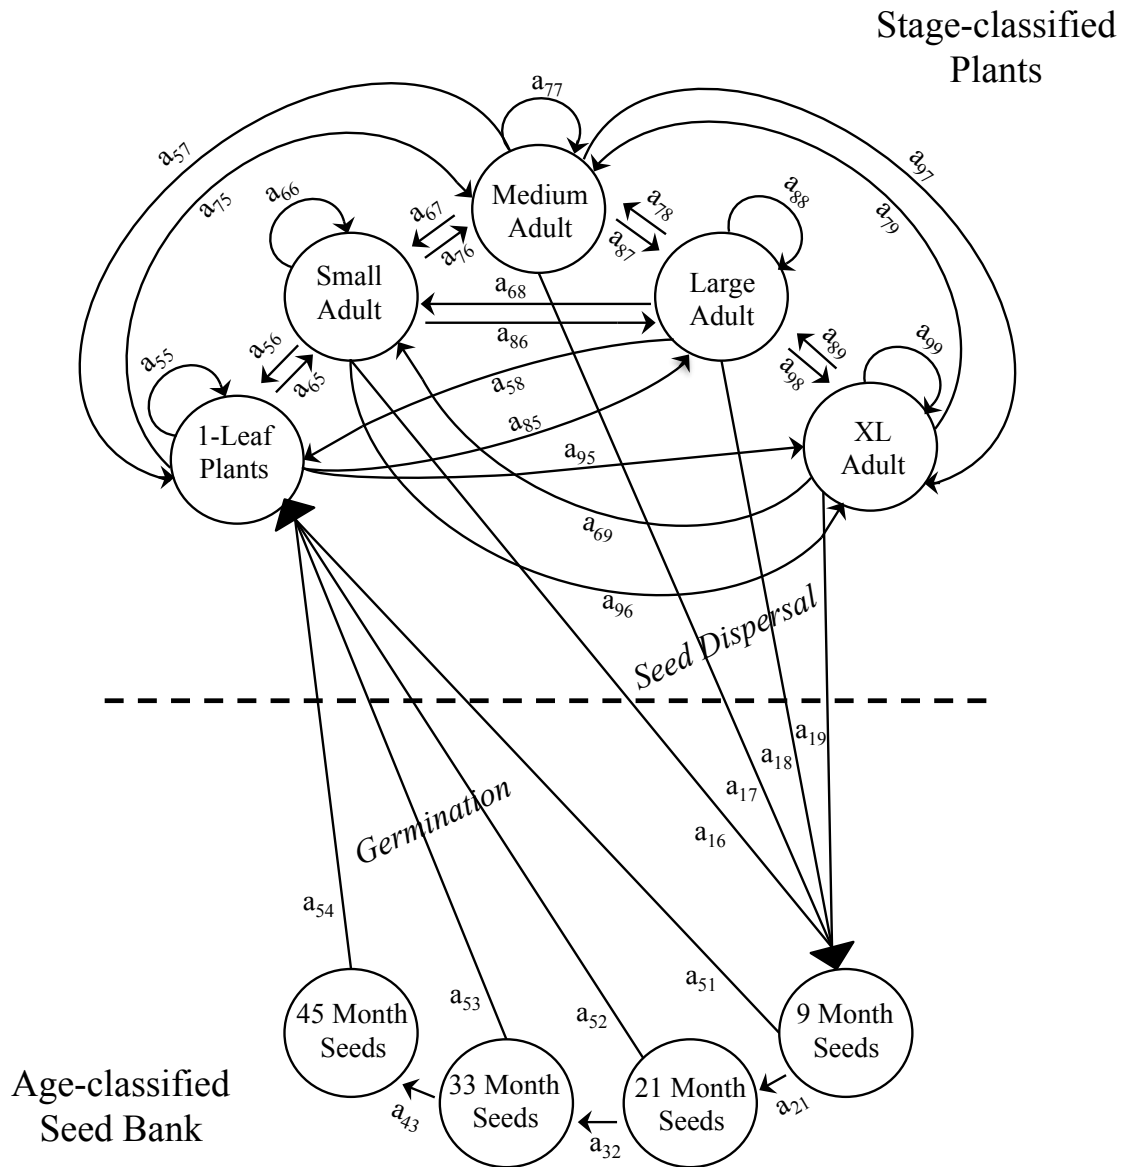 Stage-classified
Plants
a₇₇
a₅₇
a₉₇
a₇₅
a₆₆
a₈₈
a₇₉
Medium
Adult
a₆₇
a₇₆
a₇₈
a₈₇
Small
Adult
Large
Adult
a₆₈
a₈₆
a₅₆
a₆₅
a₅₅
a₈₉
a₉₈
a₉₉
a₅₈
a₈₅
1-Leaf
Plants
XL
Adult
a₉₅
a₆₉
a₉₆
Seed Dispersal
a₁₉
a₁₈
a₁₇
a₁₆
Germination
a₅₄
a₅₃
a₅₂
a₅₁
45 Month
Seeds
9 Month
Seeds
33 Month
Seeds
21 Month
Seeds
a₄₃
a₃₂
a₂₁
Age-classified
Seed Bank